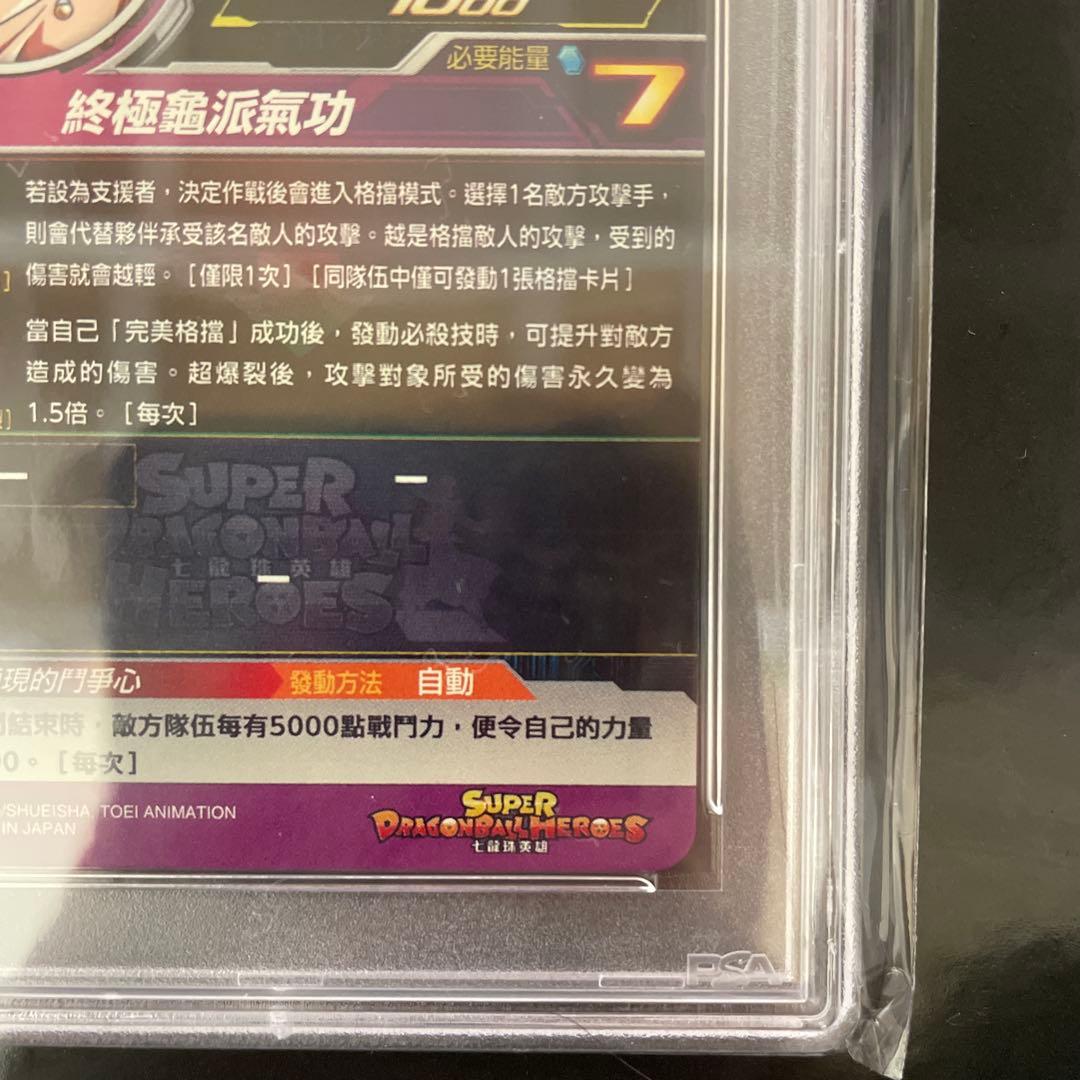 1000
必要能量 7
終極龜派氣功
若設為支援者，決定作戰後會進入格擋模式。選擇1名敵方攻擊手，
則會代替夥伴承受該名敵人的攻擊。越是格擋敵人的攻擊，受到的
] 傷害就會越輕。［僅限1次］［同隊伍中僅可發動1張格擋卡片］
當自己「完美格擋」成功後，發動必殺技時，可提升對敵方
造成的傷害。超爆裂後，攻擊對象所受的傷害永久變為
] 1.5倍。［每次］
SUPER
DRAGONBALL
七龍珠英雄
HEROES
現的鬥爭心 發動方法 自動
結束時，敵方隊伍每有5000點戰鬥力，便令自己的力量
0。［每次］
/SHUEISHA, TOEI ANIMATION
IN JAPAN
SUPER
DRAGONBALL HEROES
七龍珠英雄
PSA